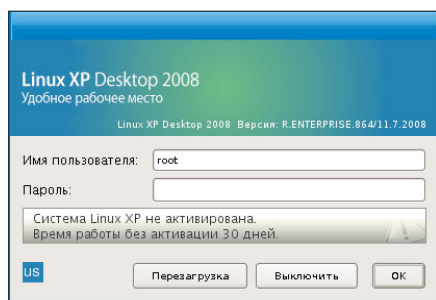 Linux XP Desktop 2008
Удобное рабочее место
Linux XP Desktop 2008 Версия: R.ENTERPRISE.864/11.7.2008
Имя пользователя: root
Пароль:
Система Linux XP не активирована.
Время работы без активации 30 дней.
US Перезагрузка Выключить OK